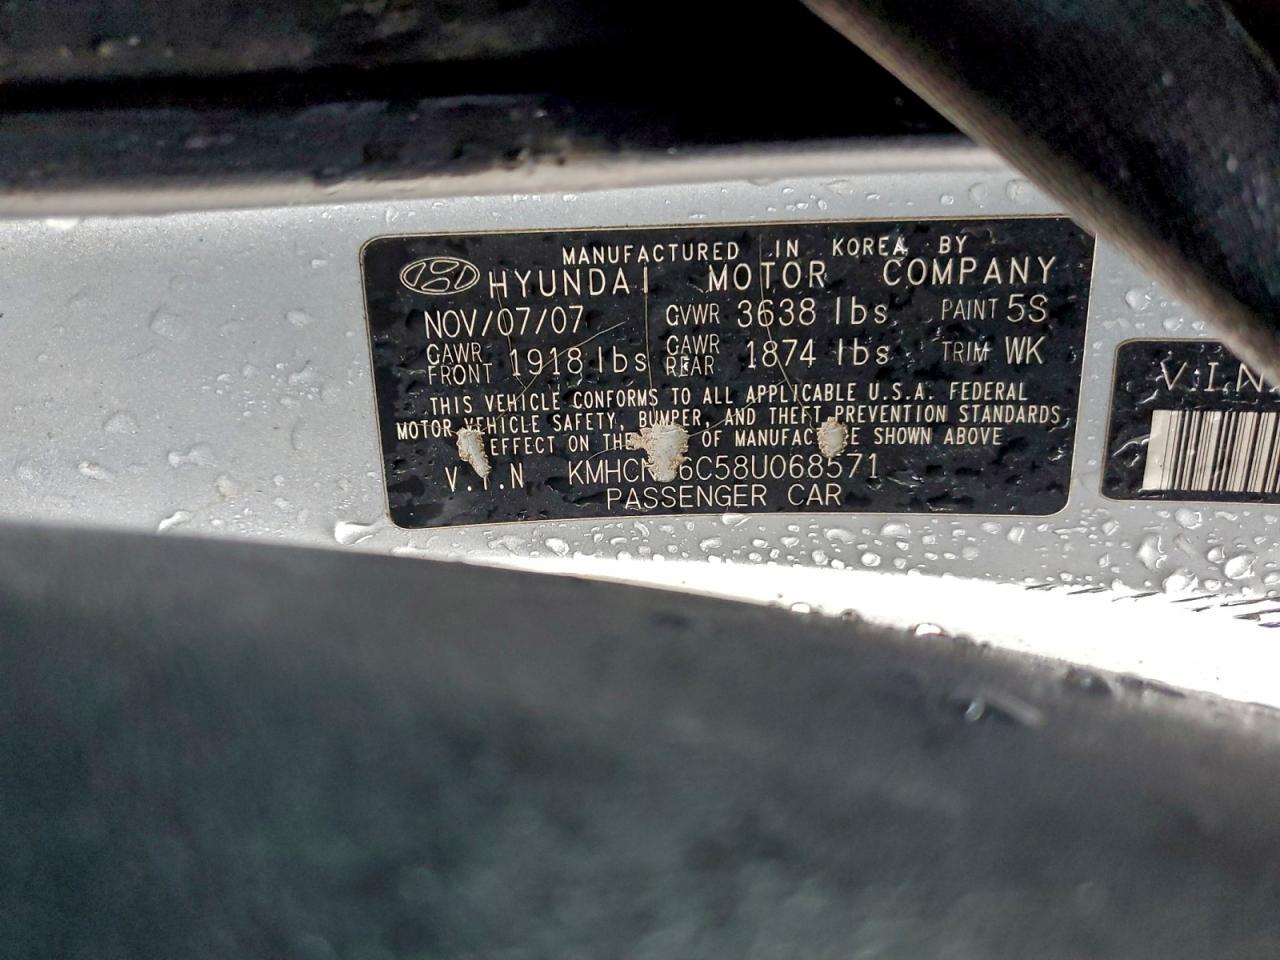 MANUFACTURED IN KOREA BY
HYUNDAI MOTOR COMPANY
NOV/07/07 GVWR 3638 lbs PAINT 5S
GAWR FRONT 1918 lbs GAWR REAR 1874 lbs TRIM WK
THIS VEHICLE CONFORMS TO ALL APPLICABLE U.S.A. FEDERAL
MOTOR VEHICLE SAFETY, BUMPER, AND THEFT PREVENTION STANDARDS
EFFECT ON THE OF SHOWN ABOVE
V.I.N
PASSENGER CAR
V.I.N